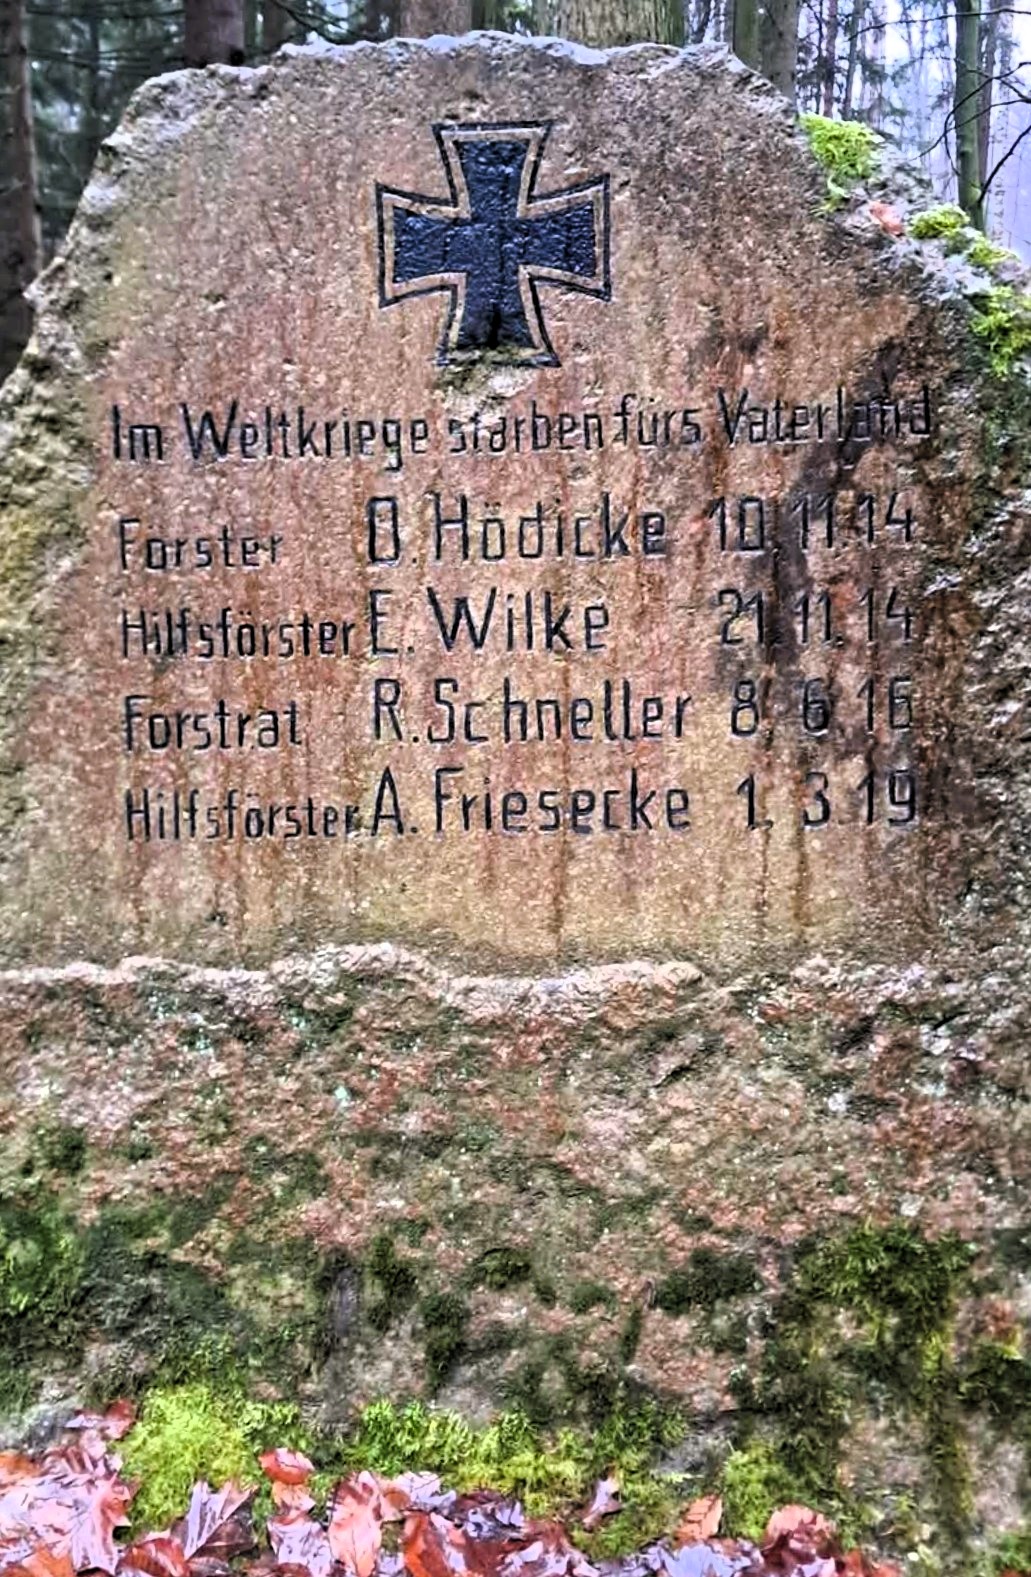 Im Weltkriege starben fürs Vaterland
Förster O. Hödicke 10.11.14
Hilfsförster E. Wilke 21.11.14
Forstrat R. Schneller 8.6.16
Hilfsförster A. Friesecke 1.3.19